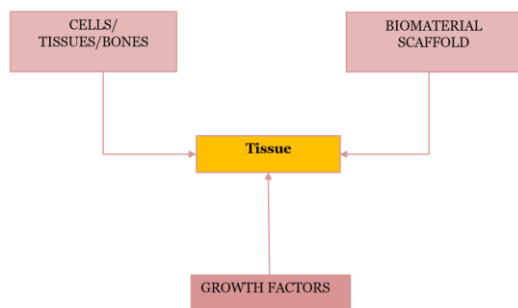 CELLS/
TISSUES/BONES
BIOMATERIAL
SCAFFOLD
Tissue
GROWTH FACTORS